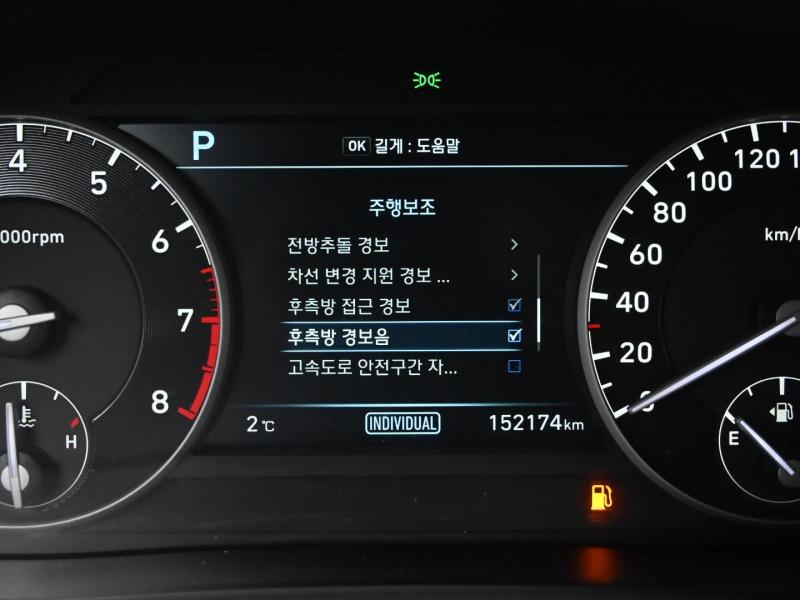 P
OK 길게 : 도움말
주행보조
전방추돌 경보
차선 변경 지원 경보 ...
후측방 접근 경보
후측방 경보음
고속도로 안전구간 자...
2℃
INDIVIDUAL
152174km
4
5
6
7
8
000rpm
H
0
20
40
60
80
100
120
1
km/
E